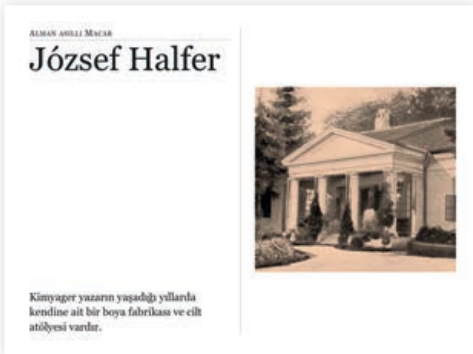 Alman asıllı Macar
József Halfer
Kimyager yazarın yaşadığı yıllarda
kendine ait bir boya fabrikası ve cilt
atölyesi vardır.